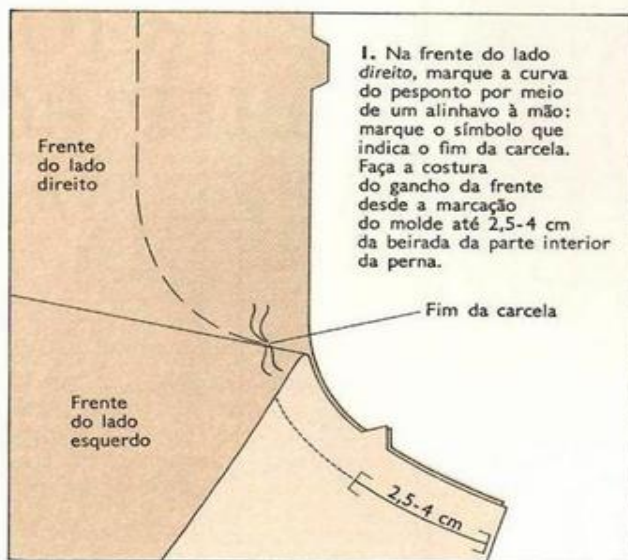 1. Na frente do lado
direito, marque a curva
do pesponto por meio
de um alinhavo à mão:
marque o símbolo que
indica o fim da carcela.
Faça a costura
do gancho da frente
desde a marcação
do molde até 2,5-4 cm
da beirada da parte interior
da perna.
Frente
do lado
direito
Fim da carcela
Frente
do lado
esquerdo
2,5-4 cm